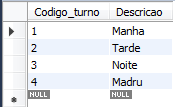 Codigo_turno Descricao
1 Manha
2 Tarde
3 Noite
4 Madru
NULL NULL